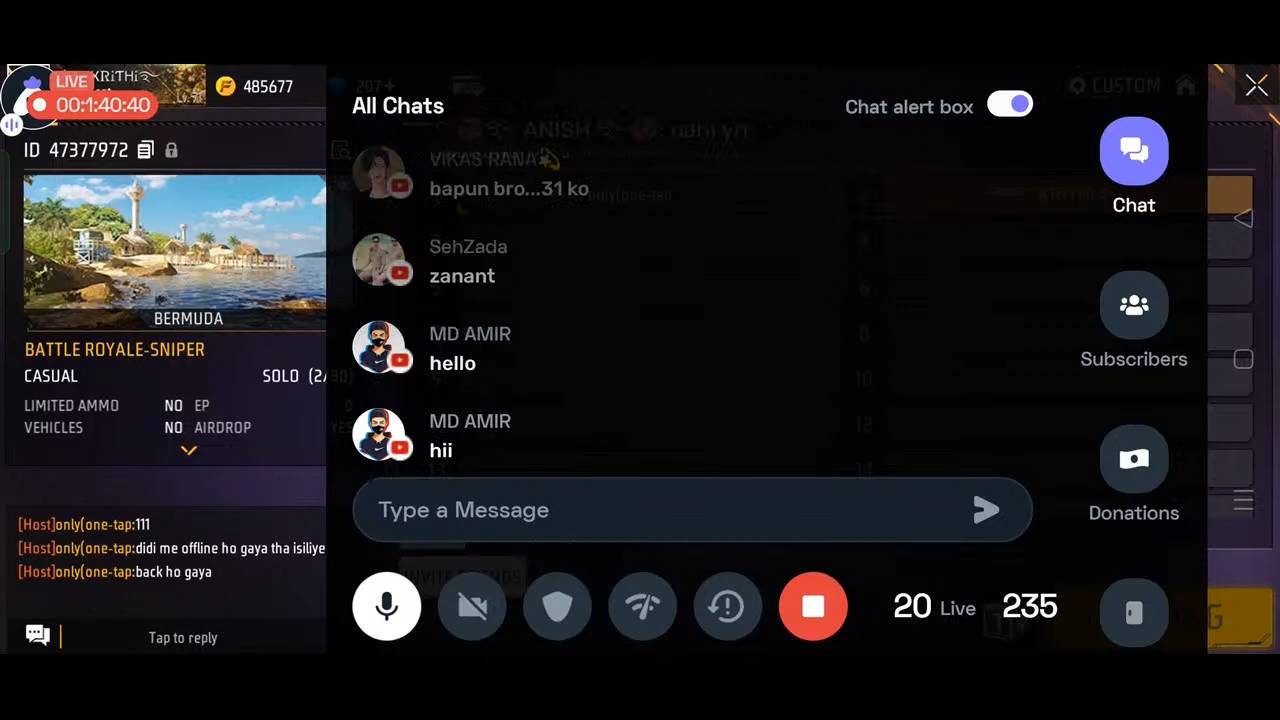 LIVE
00:1:40:40
485677
ID 47377972
BERMUDA
BATTLE ROYALE-SNIPER
CASUAL SOLO (2/
LIMITED AMMO NO EP
VEHICLES NO AIRDROP
[Host]only(one-tap:111
[Host]only(one-tap:didi me offline ho gaya tha isiliye
[Host]only(one-tap:back ho gaya
Tap to reply
All Chats
Chat alert box
VIKAS RANA
bapun bro...31 ko
SehZada
zanant
MD AMIR
hello
MD AMIR
hii
Type a Message
20 Live 235
CUSTOM
Chat
Subscribers
Donations